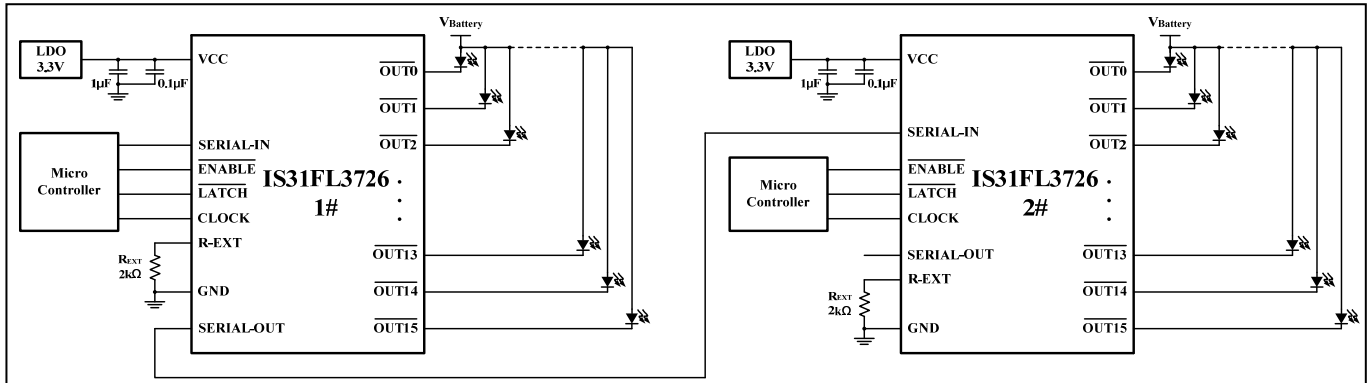 LDO
3.3V
1µF
0.1µF
VCC
Micro
Controller
SERIAL-IN
ENABLE
LATCH
CLOCK
R-EXT
REXT
2kΩ
GND
SERIAL-OUT
IS31FL3726
1#
VBattery
OUT0
OUT1
OUT2
OUT13
OUT14
OUT15
LDO
3.3V
1µF
0.1µF
VCC
SERIAL-IN
Micro
Controller
ENABLE
LATCH
CLOCK
SERIAL-OUT
R-EXT
REXT
2kΩ
GND
IS31FL3726
2#
VBattery
OUT0
OUT1
OUT2
OUT13
OUT14
OUT15